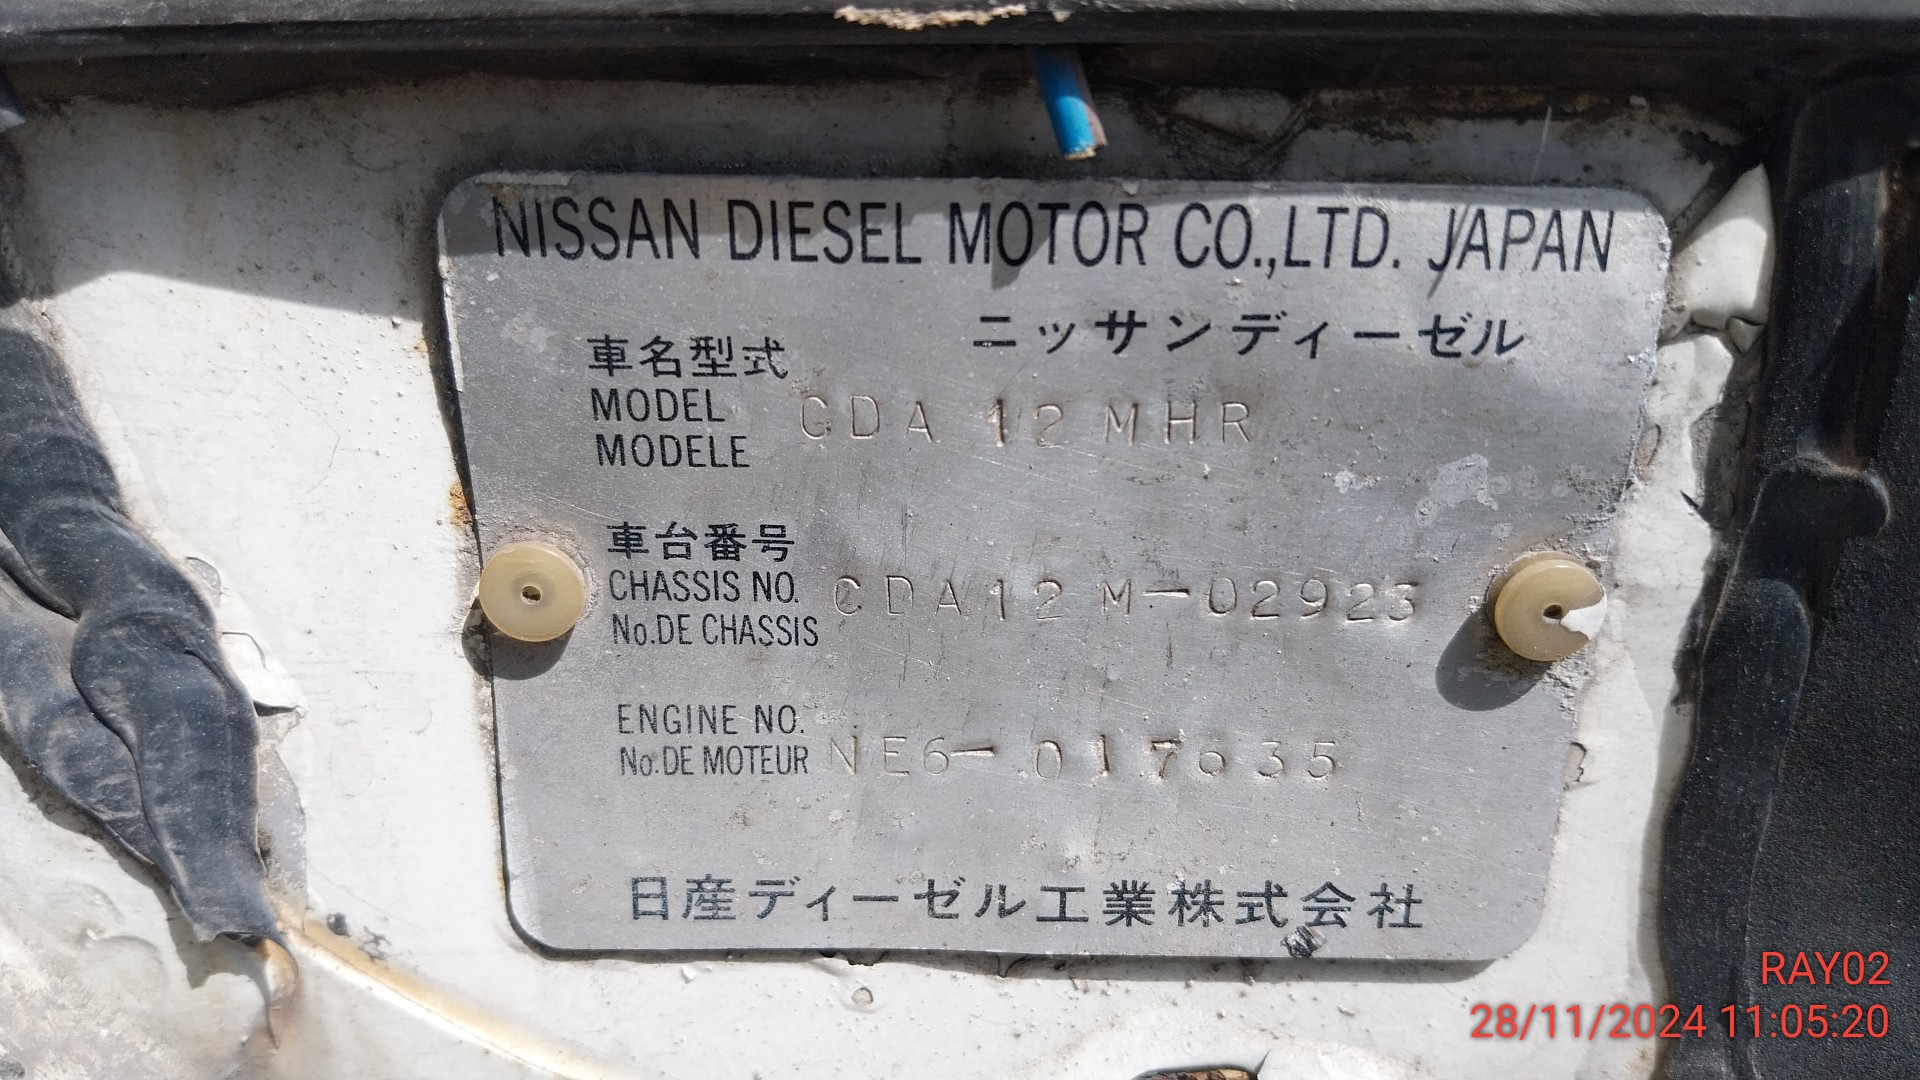 NISSAN DIESEL MOTOR CO.,LTD. JAPAN
ニッサンディーゼル
車名型式
MODEL
MODELE
CDA 12 MHR
車台番号
CHASSIS NO.
No.DE CHASSIS
CDA12 M-02923
ENGINE NO.
No.DE MOTEUR
NE6- 017635
日産ディーゼル工業株式会社
RAY02
28/11/2024 11:05:20